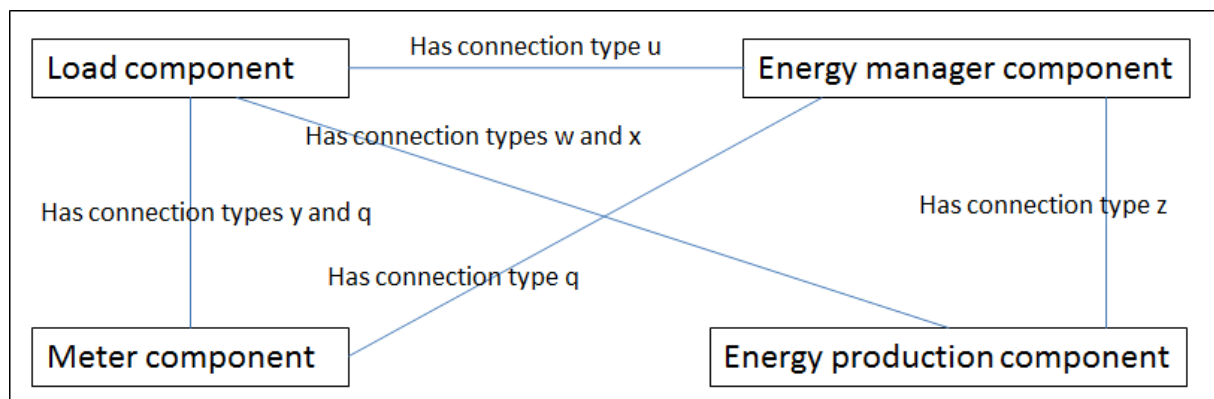 Has connection type u
Load component
Energy manager component
Has connection types w and x
Has connection types y and q
Has connection type z
Has connection type q
Meter component
Energy production component